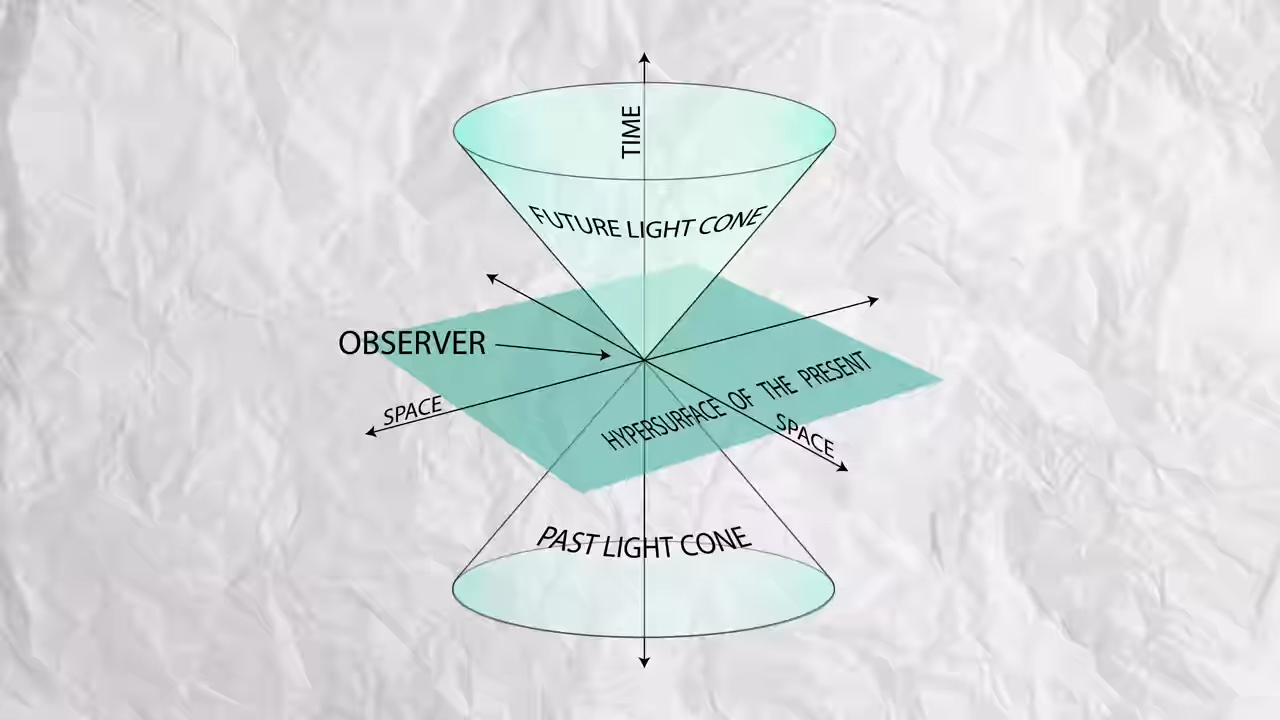 TIME
FUTURE LIGHT CONE
OBSERVER
SPACE
HYPERSURFACE OF THE PRESENT
SPACE
PAST LIGHT CONE